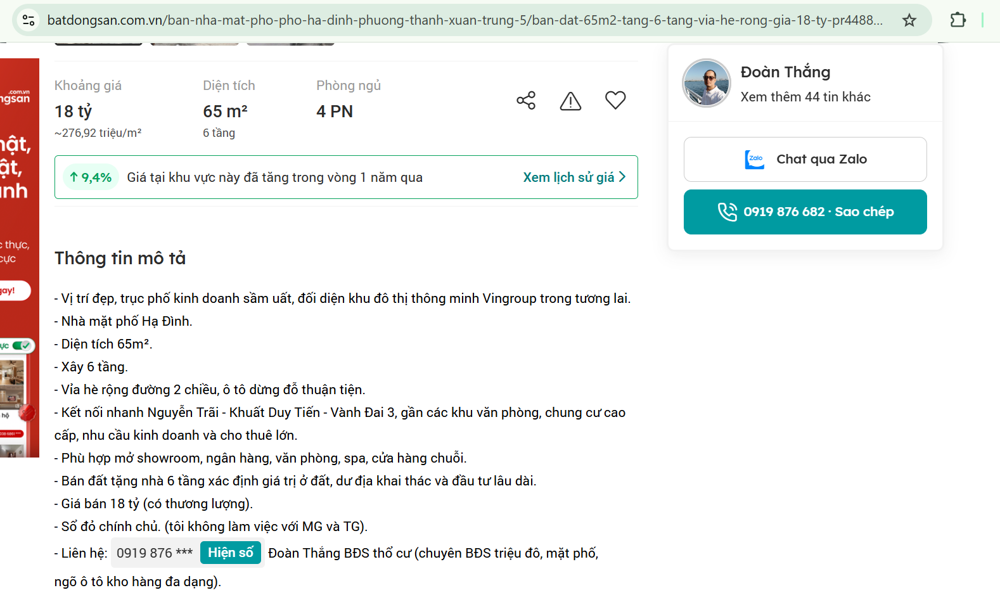 batdongsan.com.vn/ban-nha-mat-pho-pho-ha-dinh-phuong-thanh-xuan-trung-5/ban-dat-65m2-tang-6-tang-via-he-rong-gia-18-ty-pr4488...
.com.vn
ngsan
ực
gay!
hộ
Khoảng giá
18 tỷ
~276,92 triệu/m²
Diện tích
65 m²
6 tầng
Phòng ngủ
4 PN
9,4%
Giá tại khu vực này đã tăng trong vòng 1 năm qua
Xem lịch sử giá
Thông tin mô tả
- Vị trí đẹp, trục phố kinh doanh sầm uất, đối diện khu đô thị thông minh Vingroup trong tương lai.
- Nhà mặt phố Hạ Đình.
- Diện tích 65m².
- Xây 6 tầng.
- Vỉa hè rộng đường 2 chiều, ô tô dừng đỗ thuận tiện.
- Kết nối nhanh Nguyễn Trãi - Khuất Duy Tiến - Vành Đai 3, gần các khu văn phòng, chung cư cao
cấp, nhu cầu kinh doanh và cho thuê lớn.
- Phù hợp mở showroom, ngân hàng, văn phòng, spa, cửa hàng chuỗi.
- Bán đất tặng nhà 6 tầng xác định giá trị ở đất, dư địa khai thác và đầu tư lâu dài.
- Giá bán 18 tỷ (có thương lượng).
- Sổ đỏ chính chủ. (tôi không làm việc với MG và TG).
- Liên hệ: 0919 876 *** Hiện số Đoàn Thắng BĐS thổ cư (chuyên BĐS triệu đô, mặt phố,
ngõ ô tô kho hàng đa dạng).
Đoàn Thắng
Xem thêm 44 tin khác
Zalo
Chat qua Zalo
0919 876 682 · Sao chép